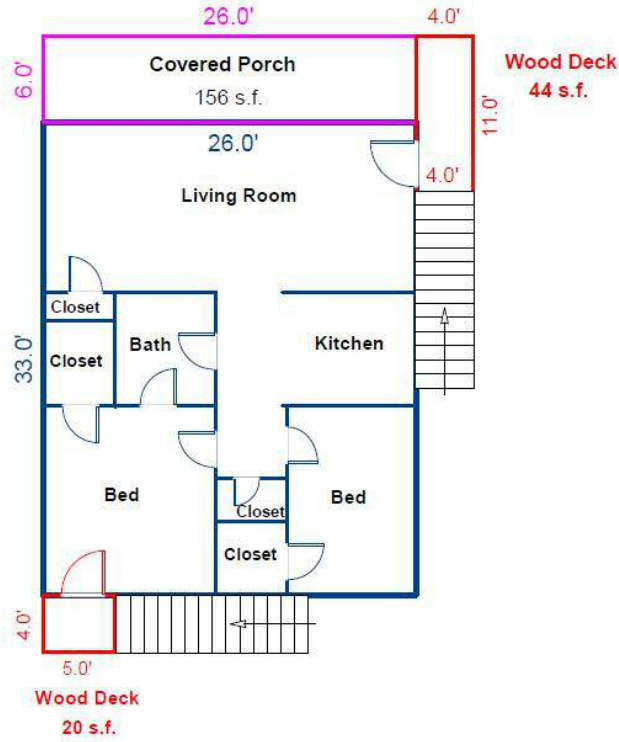 26.0'
4.0'
6.0'
Covered Porch
156 s.f.
Wood Deck
44 s.f.
11.0'
26.0'
4.0'
Living Room
Closet
Bath
Kitchen
Closet
33.0'
Bed
Bed
Closet
Closet
4.0'
5.0'
Wood Deck
20 s.f.